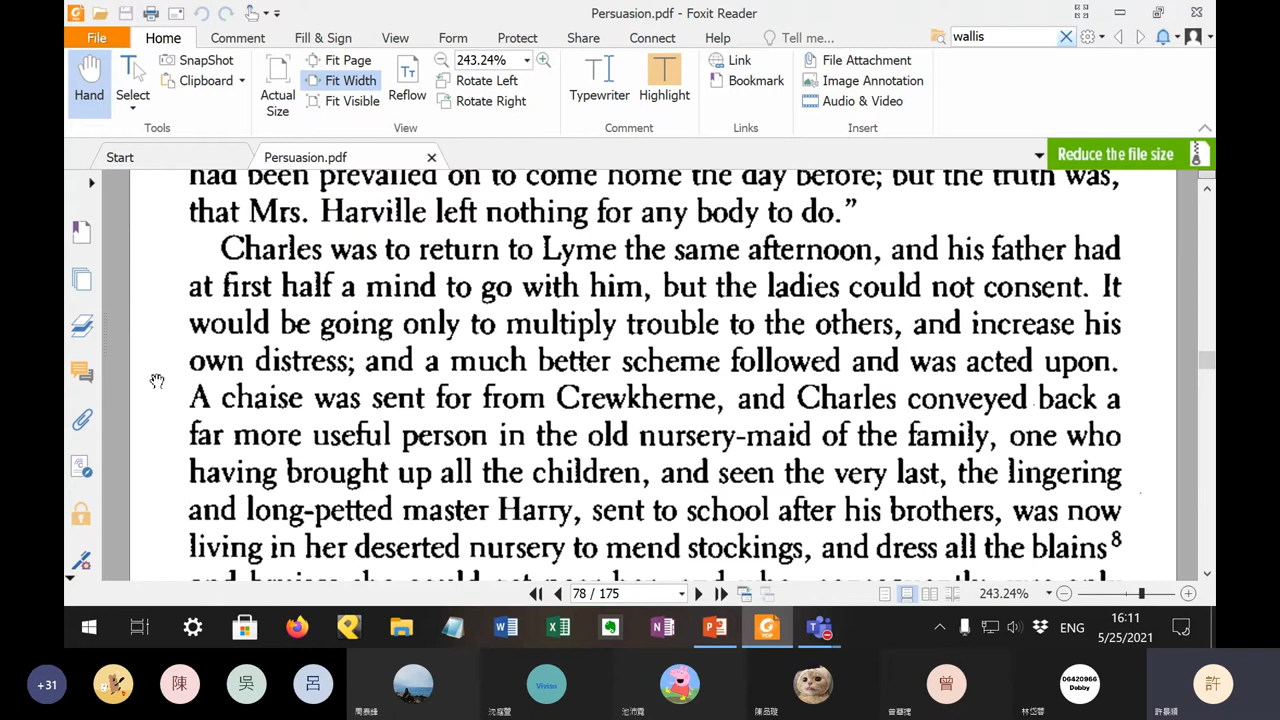 Persuasion.pdf - Foxit Reader
File
Home
Comment
Fill & Sign
View
Form
Protect
Share
Connect
Help
Tell me...
wallis
Hand
Select
SnapShot
Clipboard
Actual
Size
Fit Page
Fit Width
Fit Visible
Reflow
243.24%
Rotate Left
Rotate Right
Typewriter
Highlight
Link
Bookmark
File Attachment
Image Annotation
Audio & Video
Tools
View
Comment
Links
Insert
Start
Persuasion.pdf
Reduce the file size
had been prevailed on to come home the day before; but the truth was,
that Mrs. Harville left nothing for any body to do.”
Charles was to return to Lyme the same afternoon, and his father had
at first half a mind to go with him, but the ladies could not consent. It
would be going only to multiply trouble to the others, and increase his
own distress; and a much better scheme followed and was acted upon.
A chaise was sent for from Crewkherne, and Charles conveyed back a
far more useful person in the old nursery-maid of the family, one who
having brought up all the children, and seen the very last, the lingering
and long-petted master Harry, sent to school after his brothers, was now
living in her deserted nursery to mend stockings, and dress all the blains8
78 / 175
243.24%
ENG
16:11
5/25/2021
+31
陳
吳
呂
Vivian
曾
06420966
Debby
許